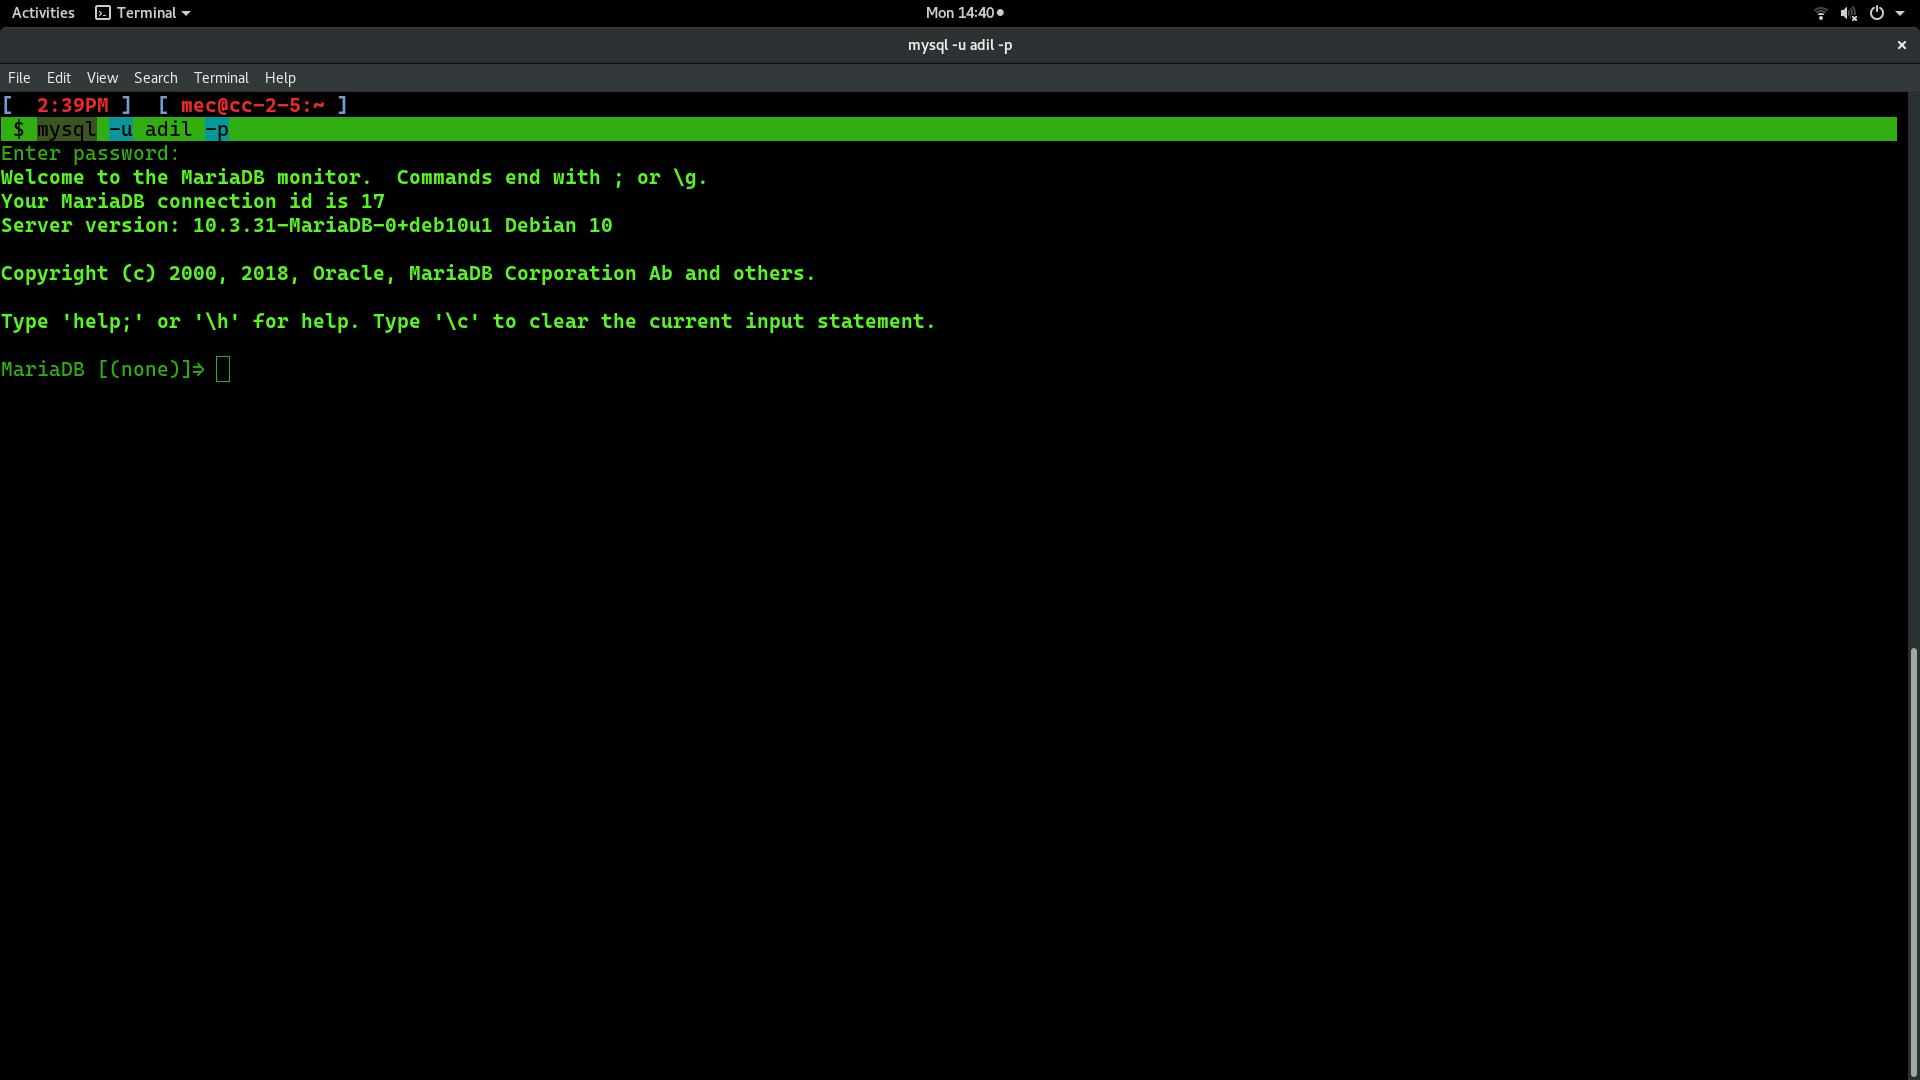 Activities Terminal Mon 14:40
mysql -u adil -p
File Edit View Search Terminal Help
[  2:39PM ]  [ mec@cc-2-5:~ ]
$ mysql -u adil -p
Enter password:
Welcome to the MariaDB monitor.  Commands end with ; or \g.
Your MariaDB connection id is 17
Server version: 10.3.31-MariaDB-0+deb10u1 Debian 10
Copyright (c) 2000, 2018, Oracle, MariaDB Corporation Ab and others.
Type 'help;' or '\h' for help. Type '\c' to clear the current input statement.
MariaDB [(none)]>